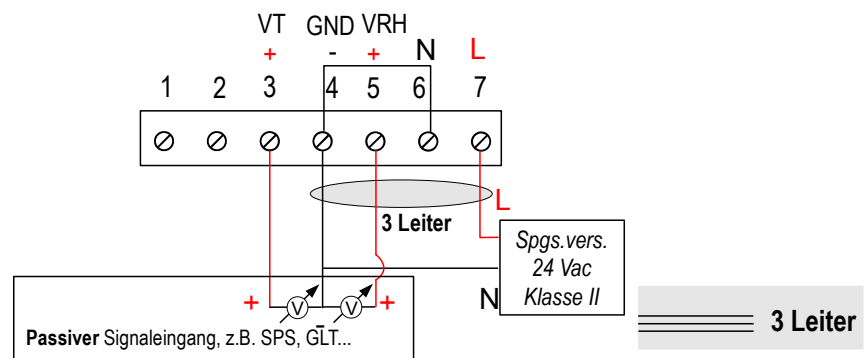 VT GND VRH
+ - + N L
1 2 3 4 5 6 7
L
3 Leiter
Spgs.vers.
24 Vac
Klasse II
N
+ V V +
-
Passiver Signaleingang, z.B. SPS, GLT...
3 Leiter